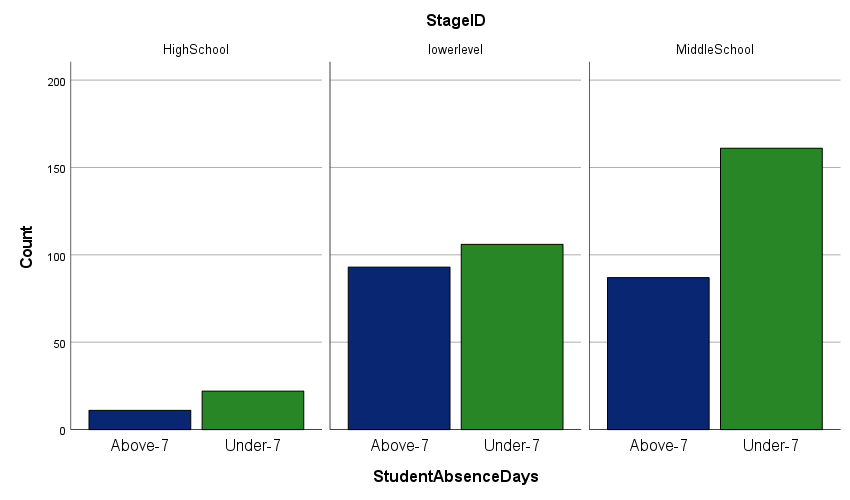 StageID
HighSchool
lowerlevel
MiddleSchool
200
150
100
50
0
Count
Above-7
Under-7
Above-7
Under-7
Above-7
Under-7
StudentAbsenceDays